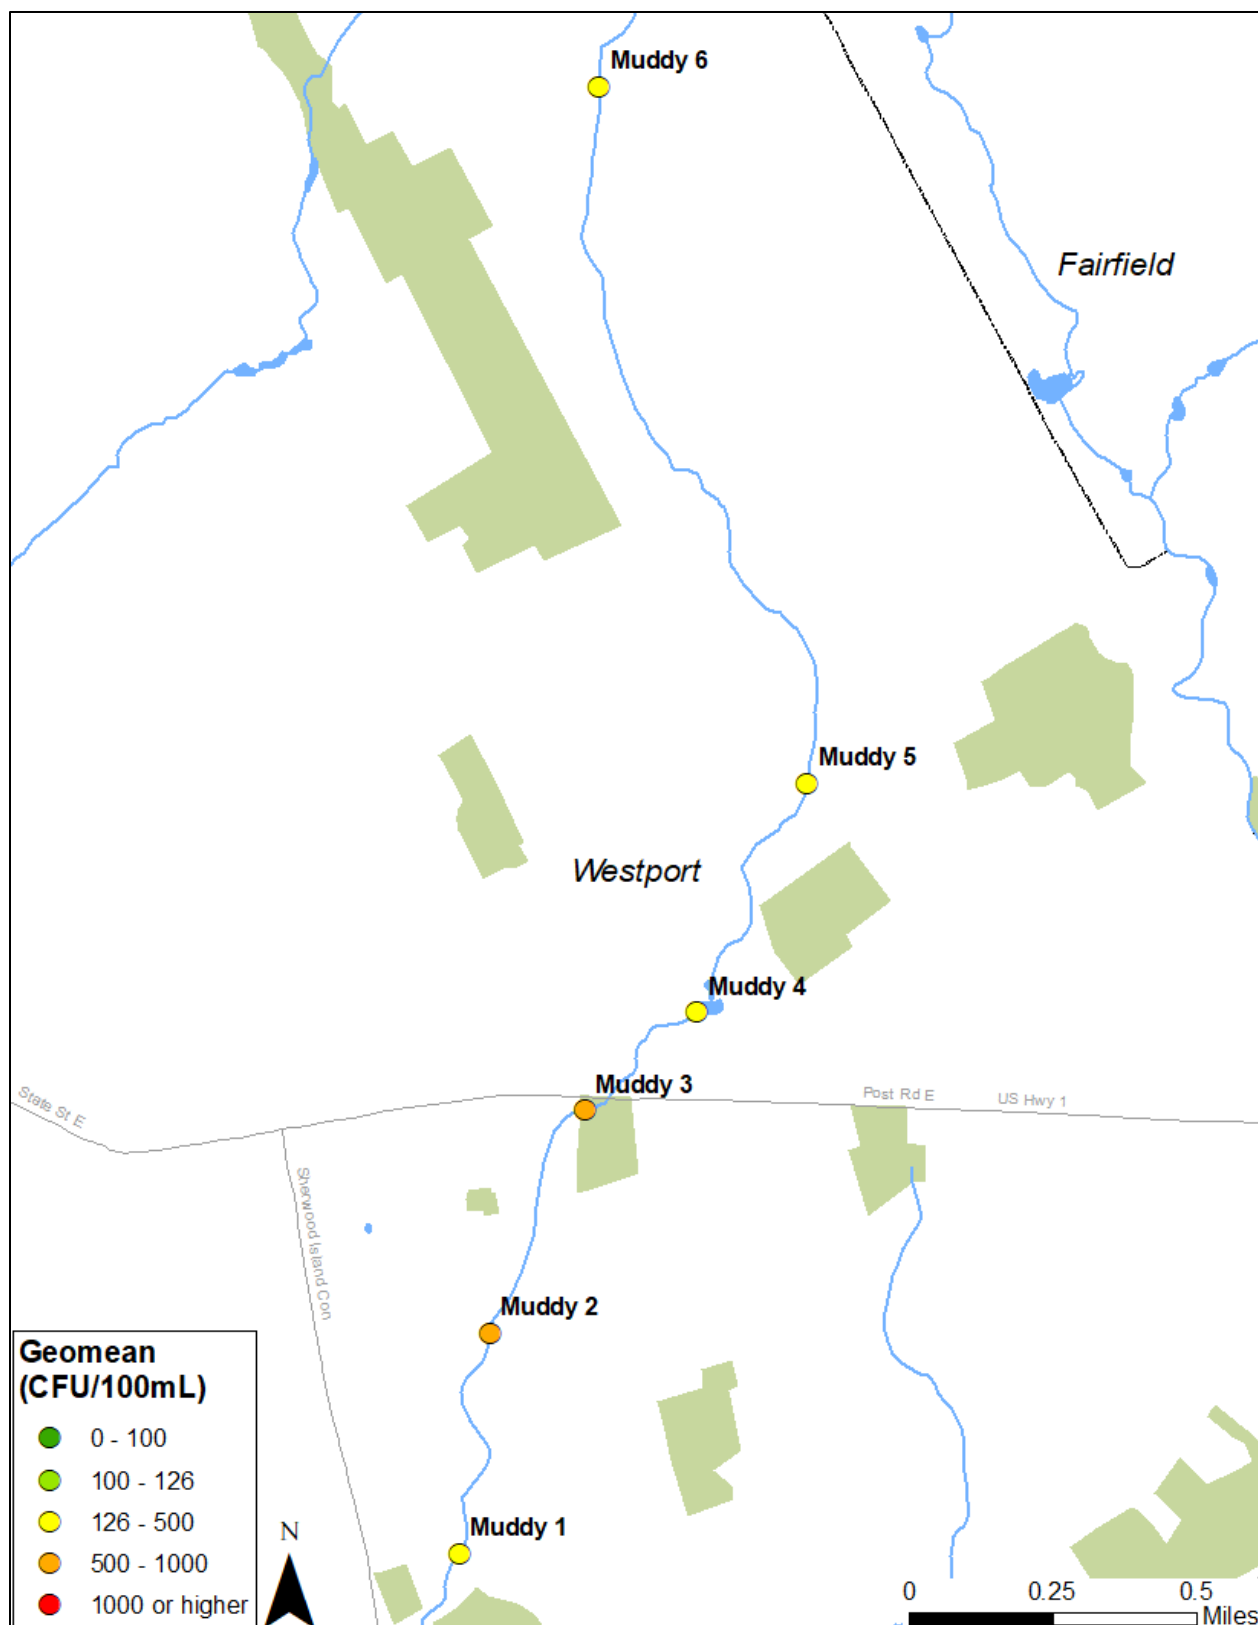 Muddy 6
Fairfield
Muddy 5
Westport
Muddy 4
Muddy 3
Post Rd E
US Hwy 1
State St E
Sherwood Island Con
Muddy 2
Muddy 1
Geomean
(CFU/100mL)
0 - 100
100 - 126
126 - 500
500 - 1000
1000 or higher
N
0 0.25 0.5
Miles